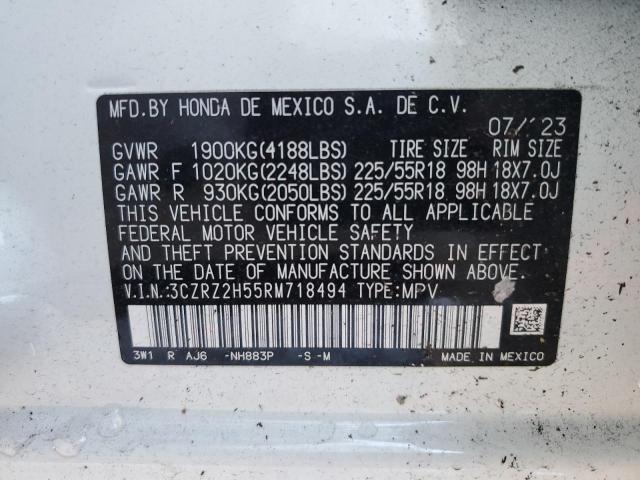 MFD.BY HONDA DE MEXICO S.A. DE C.V.
07/'23
GVWR 1900KG(4188LBS) TIRE SIZE RIM SIZE
GAWR F 1020KG(2248LBS) 225/55R18 98H 18X7.0J
GAWR R 930KG(2050LBS) 225/55R18 98H 18X7.0J
THIS VEHICLE CONFORMS TO ALL APPLICABLE
FEDERAL MOTOR VEHICLE SAFETY
AND THEFT PREVENTION STANDARDS IN EFFECT
ON THE DATE OF MANUFACTURE SHOWN ABOVE.
V.I.N.:3CZRZ2H55RM718494 TYPE:MPV
3W1 R AJ6 -NH883P -S-M MADE IN MEXICO